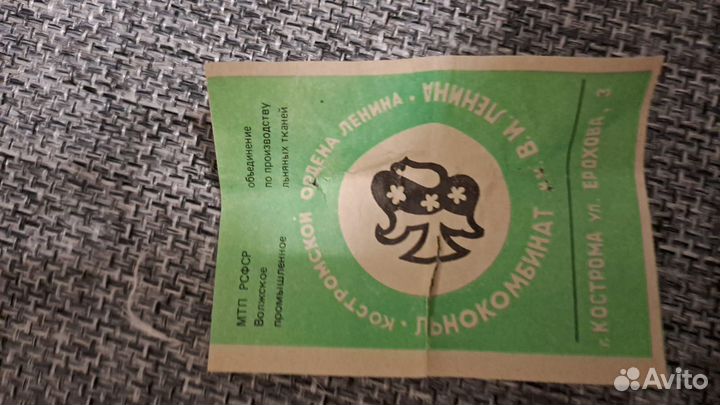 МТП РСФСР
Волжское объединение
промышленное по производству
льняных тканей
КОСТРОМСКОЙ ОРДЕНА ЛЕНИНА •
ЛЬНОКОМБИНАТ им. В.И. ЛЕНИНА •
г. КОСТРОМА ул. ЕРОХОВА, 3
Avito